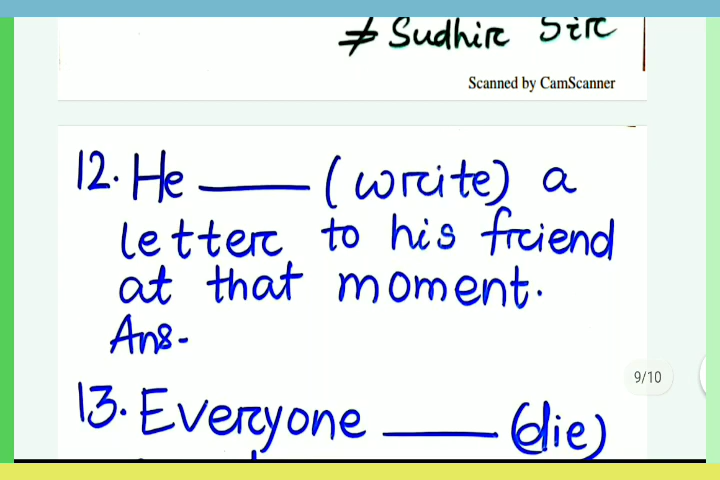 ≠ Sudhir Sir
Scanned by CamScanner
12. He ____ (write) a
letter to his friend
at that moment.
Ans-
9/10
13. Everyone ____ (die)